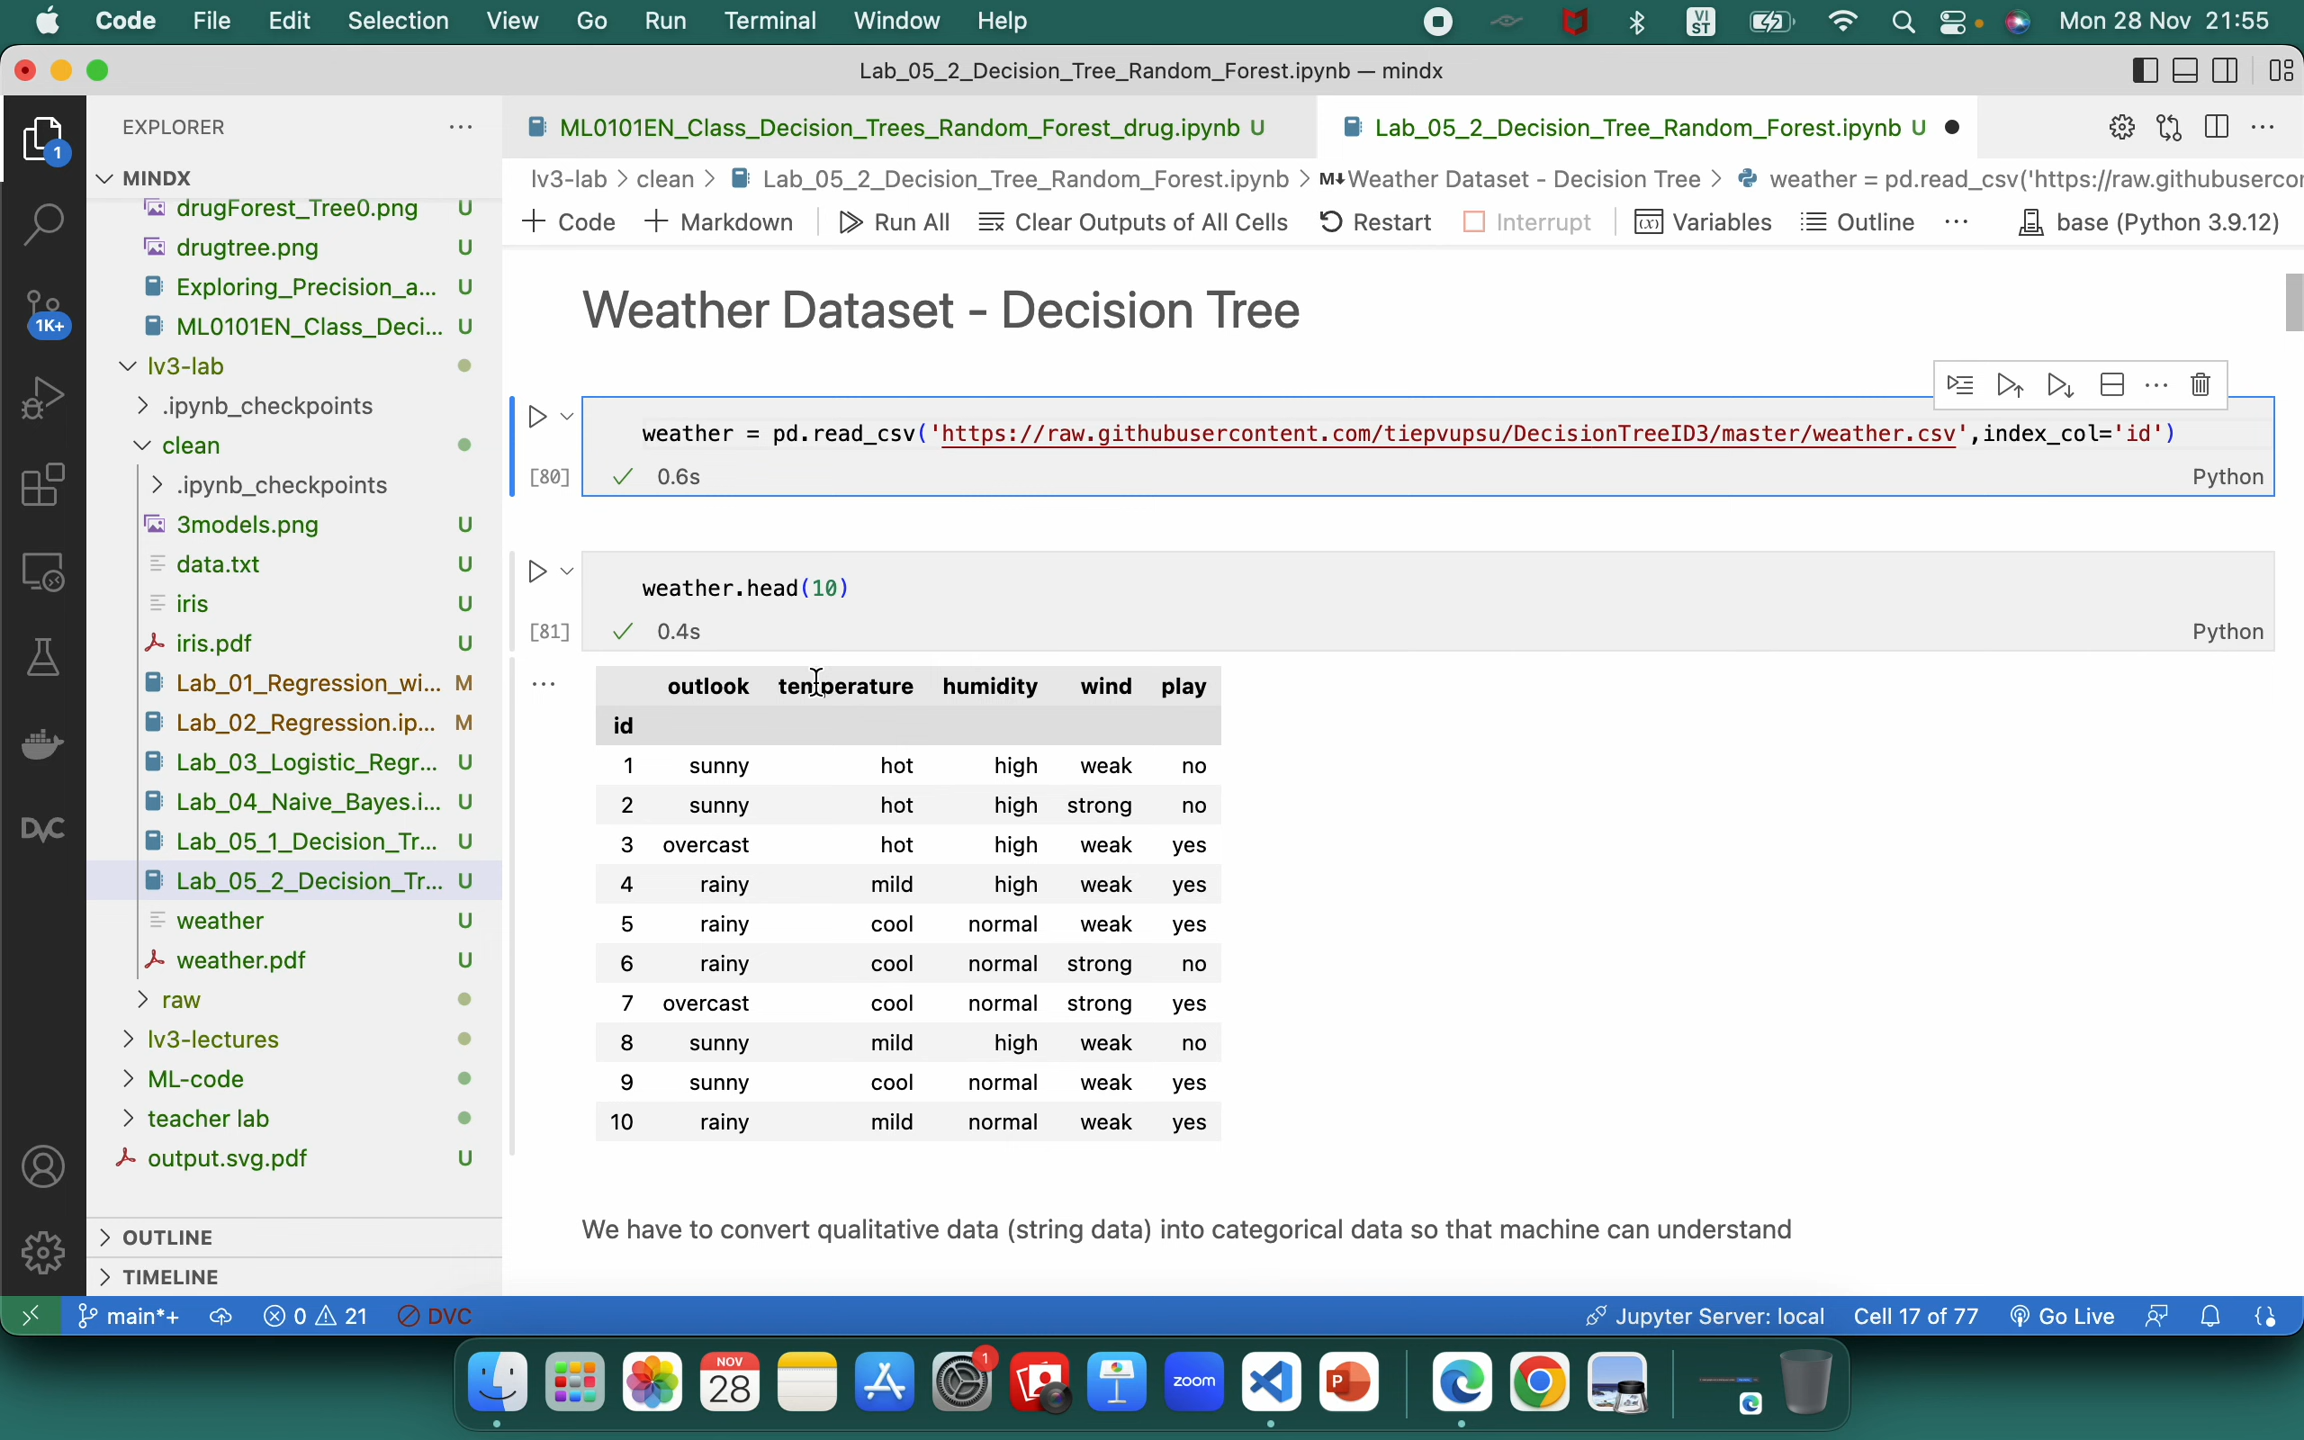 Code File Edit Selection View Go Run Terminal Window Help VI ST Mon 28 Nov 21:55
Lab_05_2_Decision_Tree_Random_Forest.ipynb — mindx
EXPLORER
1
MINDX
drugForest_Tree0.png U
drugtree.png U
Exploring_Precision_a... U
1K+
ML0101EN_Class_Deci... U
lv3-lab
.ipynb_checkpoints
clean
.ipynb_checkpoints
3models.png U
data.txt U
iris U
iris.pdf U
Lab_01_Regression_wi... M
Lab_02_Regression.ip... M
Lab_03_Logistic_Regr... U
Lab_04_Naive_Bayes.i... U
DVC
Lab_05_1_Decision_Tr... U
Lab_05_2_Decision_Tr... U
weather U
weather.pdf U
raw
lv3-lectures
ML-code
teacher lab
output.svg.pdf U
OUTLINE
TIMELINE
ML0101EN_Class_Decision_Trees_Random_Forest_drug.ipynb U Lab_05_2_Decision_Tree_Random_Forest.ipynb U
lv3-lab > clean > Lab_05_2_Decision_Tree_Random_Forest.ipynb > M↓Weather Dataset - Decision Tree > weather = pd.read_csv('https://raw.githubusercor
+ Code + Markdown Run All Clear Outputs of All Cells Restart Interrupt (x) Variables Outline ... base (Python 3.9.12)
Weather Dataset - Decision Tree
weather = pd.read_csv('https://raw.githubusercontent.com/tiepvupsu/DecisionTreeID3/master/weather.csv',index_col='id')
[80] ✓ 0.6s Python
weather.head(10)
[81] ✓ 0.4s Python
... outlook temperature humidity wind play
id
1 sunny hot high weak no
2 sunny hot high strong no
3 overcast hot high weak yes
4 rainy mild high weak yes
5 rainy cool normal weak yes
6 rainy cool normal strong no
7 overcast cool normal strong yes
8 sunny mild high weak no
9 sunny cool normal weak yes
10 rainy mild normal weak yes
We have to convert qualitative data (string data) into categorical data so that machine can understand
main*+ 0 21 DVC Jupyter Server: local Cell 17 of 77 Go Live
NOV
28
1
zoom
P